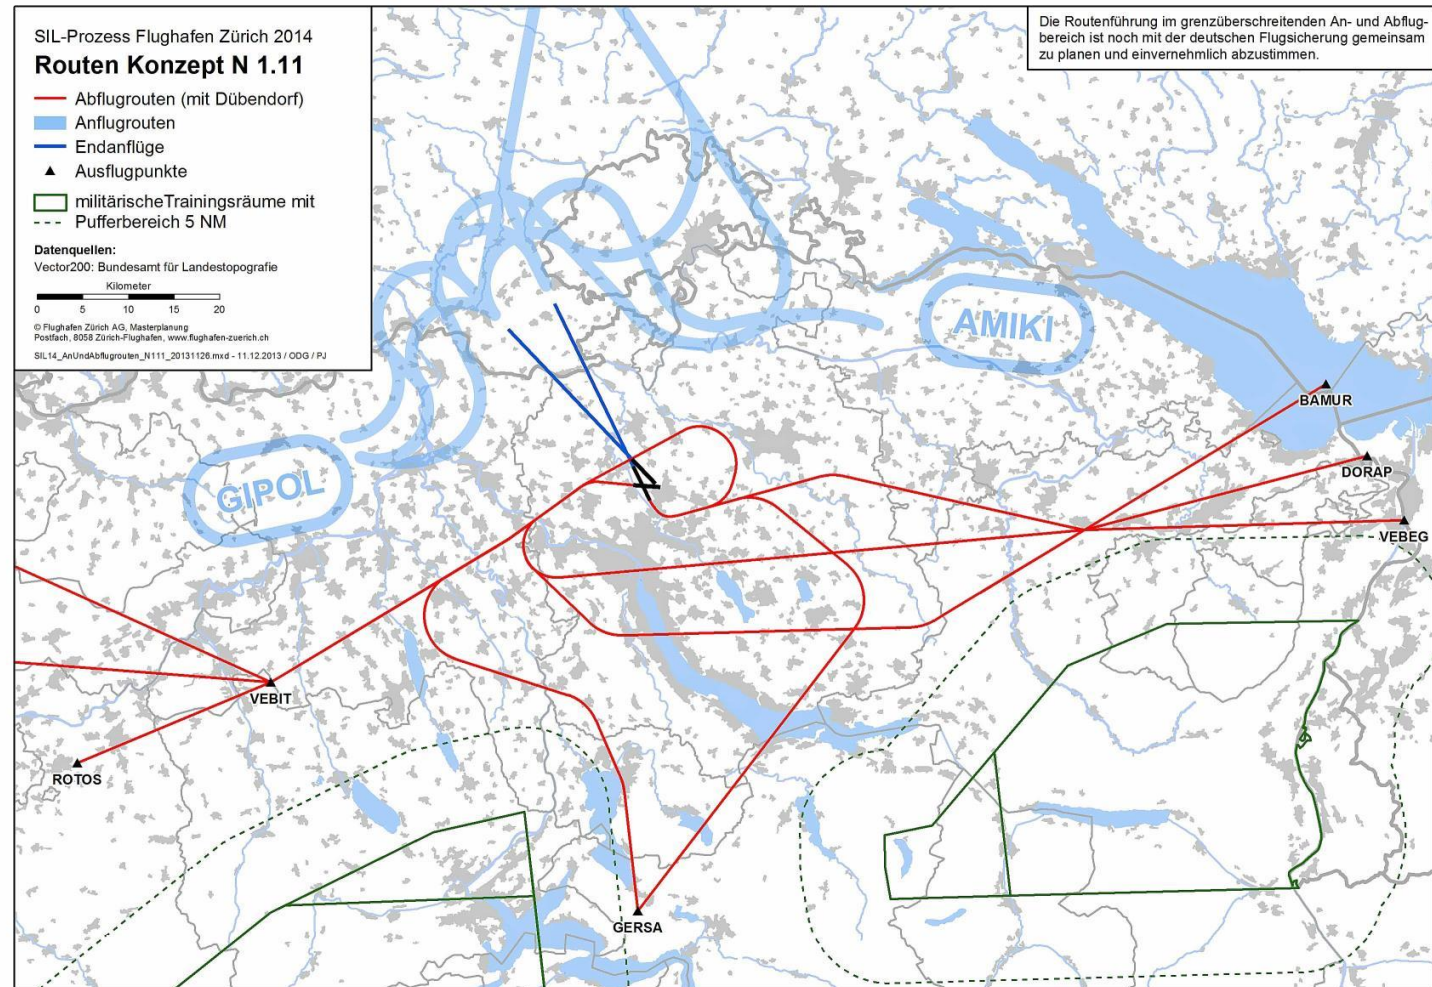 SIL-Prozess Flughafen Zürich 2014
Routen Konzept N 1.11
Abflugrouten (mit Dübendorf)
Anflugrouten
Endanflüge
Ausflugpunkte
militärischeTrainingsräume mit
Pufferbereich 5 NM
Datenquellen:
Vector200: Bundesamt für Landestopografie
Kilometer
0 5 10 15 20
© Flughafen Zürich AG, Masterplanung
Postfach, 8058 Zürich-Flughafen, www.flughafen-zuerich.ch
SIL14_AnUndAbflugrouten_N111_20131126.mxd - 11.12.2013 / ODG / PJ
Die Routenführung im grenzüberschreitenden An- und Abflug-
bereich ist noch mit der deutschen Flugsicherung gemeinsam
zu planen und einvernehmlich abzustimmen.
AMIKI
BAMUR
DORAP
GIPOL
VEBEG
VEBIT
ROTOS
GERSA